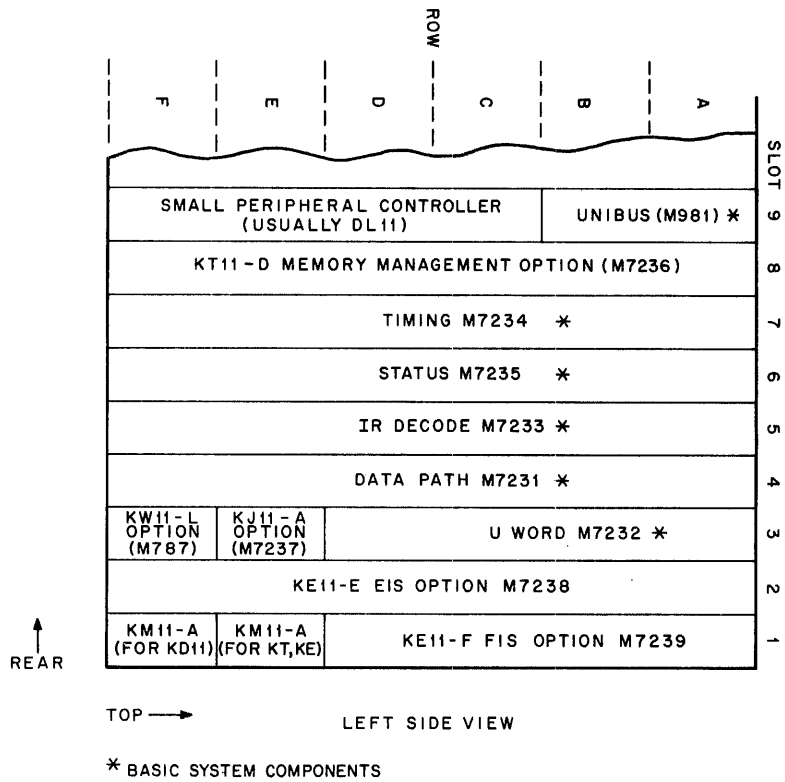 ROW
F E D C B A
SLOT
SMALL PERIPHERAL CONTROLLER
(USUALLY DL11)
UNIBUS (M981) *
9
KT11-D MEMORY MANAGEMENT OPTION (M7236)
8
TIMING M7234 *
7
STATUS M7235 *
6
IR DECODE M7233 *
5
DATA PATH M7231 *
4
KW11-L
OPTION
(M787)
KJ11-A
OPTION
(M7237)
U WORD M7232 *
3
KE11-E EIS OPTION M7238
2
KM11-A
(FOR KD11)
KM11-A
(FOR KT,KE)
KE11-F FIS OPTION M7239
1
REAR
TOP
LEFT SIDE VIEW
* BASIC SYSTEM COMPONENTS